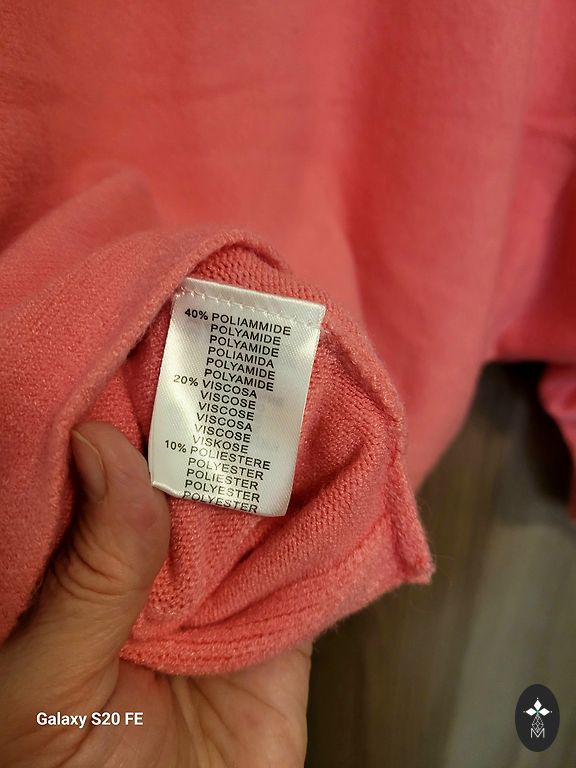 40% POLIAMMIDE
POLYAMIDE
POLYAMIDE
POLIAMIDA
POLYAMIDE
POLYAMIDE
20% VISCOSA
VISCOSE
VISCOSE
VISCOSA
VISCOSE
VISKOSE
10% POLIESTERE
POLYESTER
POLIESTER
POLYESTER
POLYESTER
Galaxy S20 FE
M